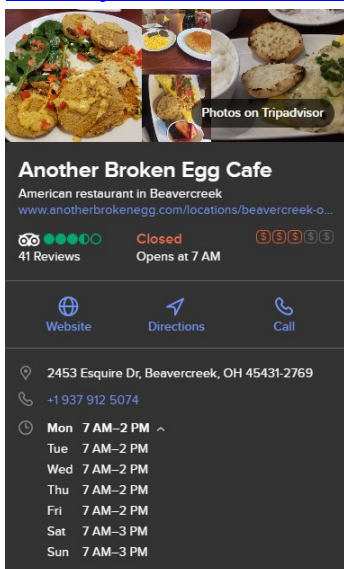 Photos on Tripadvisor
Another Broken Egg Cafe
American restaurant in Beavercreek
www.anotherbrokenegg.com/locations/beavercreek-o...
Closed
$ $ $ $ $
41 Reviews
Opens at 7 AM
Website
Directions
Call
2453 Esquire Dr, Beavercreek, OH 45431-2769
+1 937 912 5074
Mon 7 AM–2 PM
Tue 7 AM–2 PM
Wed 7 AM–2 PM
Thu 7 AM–2 PM
Fri 7 AM–2 PM
Sat 7 AM–3 PM
Sun 7 AM–3 PM